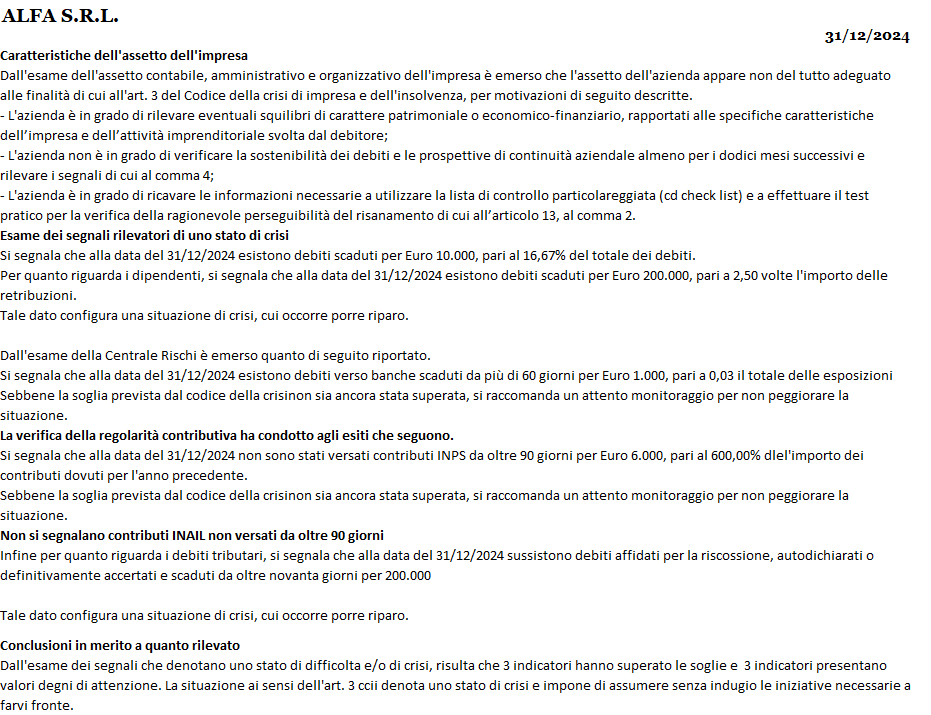 ALFA S.R.L.
31/12/2024
Caratteristiche dell'assetto dell'impresa
Dall'esame dell'assetto contabile, amministrativo e organizzativo dell'impresa è emerso che l'assetto dell'azienda appare non del tutto adeguato
alle finalità di cui all'art. 3 del Codice della crisi di impresa e dell'insolvenza, per motivazioni di seguito descritte.
- L'azienda è in grado di rilevare eventuali squilibri di carattere patrimoniale o economico-finanziario, rapportati alle specifiche caratteristiche
dell’impresa e dell’attività imprenditoriale svolta dal debitore;
- L'azienda non è in grado di verificare la sostenibilità dei debiti e le prospettive di continuità aziendale almeno per i dodici mesi successivi e
rilevare i segnali di cui al comma 4;
- L'azienda è in grado di ricavare le informazioni necessarie a utilizzare la lista di controllo particolareggiata (cd check list) e a effettuare il test
pratico per la verifica della ragionevole perseguibilità del risanamento di cui all’articolo 13, al comma 2.
Esame dei segnali rilevatori di uno stato di crisi
Si segnala che alla data del 31/12/2024 esistono debiti scaduti per Euro 10.000, pari al 16,67% del totale dei debiti.
Per quanto riguarda i dipendenti, si segnala che alla data del 31/12/2024 esistono debiti scaduti per Euro 200.000, pari a 2,50 volte l'importo delle
retribuzioni.
Tale dato configura una situazione di crisi, cui occorre porre riparo.
Dall'esame della Centrale Rischi è emerso quanto di seguito riportato.
Si segnala che alla data del 31/12/2024 esistono debiti verso banche scaduti da più di 60 giorni per Euro 1.000, pari a 0,03 il totale delle esposizioni
Sebbene la soglia prevista dal codice della crisinon sia ancora stata superata, si raccomanda un attento monitoraggio per non peggiorare la
situazione.
La verifica della regolarità contributiva ha condotto agli esiti che seguono.
Si segnala che alla data del 31/12/2024 non sono stati versati contributi INPS da oltre 90 giorni per Euro 6.000, pari al 600,00% dlel'importo dei
contributi dovuti per l'anno precedente.
Sebbene la soglia prevista dal codice della crisinon sia ancora stata superata, si raccomanda un attento monitoraggio per non peggiorare la
situazione.
Non si segnalano contributi INAIL non versati da oltre 90 giorni
Infine per quanto riguarda i debiti tributari, si segnala che alla data del 31/12/2024 sussistono debiti affidati per la riscossione, autodichiarati o
definitivamente accertati e scaduti da oltre novanta giorni per 200.000
Tale dato configura una situazione di crisi, cui occorre porre riparo.
Conclusioni in merito a quanto rilevato
Dall'esame dei segnali che denotano uno stato di difficolta e/o di crisi, risulta che 3 indicatori hanno superato le soglie e  3 indicatori presentano
valori degni di attenzione. La situazione ai sensi dell'art. 3 ccii denota uno stato di crisi e impone di assumere senza indugio le iniziative necessarie a
farvi fronte.